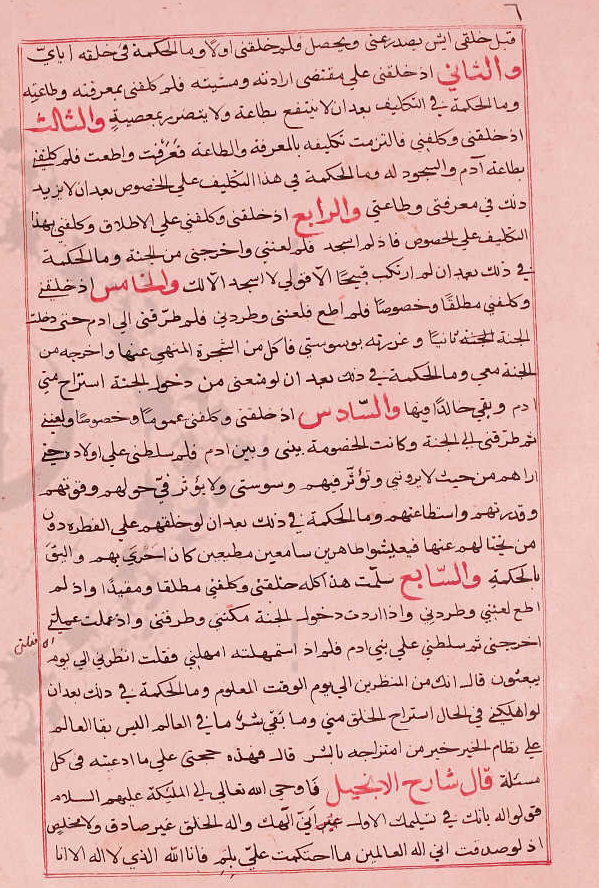 ٦
قبل خلقي ايش يصدر عني ويحصل فلم خلقني اولا وما الحكمة في خلقه اياي
والثاني اذ خلقني علي مقتضي ارادته ومشيته فلم كلفني بمعرفته وطاعته
وما الحكمة في التكليف بعد ان لا ينتفع بطاعة ولا يتضرر بمعصية والثالث
اذ خلقني وكلفني فالتزمت تكليفه بالمعرفة والطاعة فعرفت واطعت فلم كلفني
بطاعة آدم والسجود له وما الحكمة في هذا التكليف علي الخصوص بعد ان لا يزيد
ذلك في معرفتي وطاعتي والرابع اذ خلقني وكلفني علي الاطلاق وكلفني بهذا
التكليف علي الخصوص فاذ لم اسجد فلم لعنني واخرجني من الجنة وما الحكمة
في ذلك بعد ان لم ارتكب قبيحا الا قولي لا اسجد الا لك والخامس اذ خلقني
وكلفني مطلقا وخصوصا فلم اطع فلعنني وطردني فلم طرقني الي ادم حتي دخلت
الجنة ثانيا و غررته بوسوستي فاكل من الشجرة المنهي عنها واخرجه من
الجنة معي وما الحكمة في ذلك بعد ان لو منعني من دخول الجنة استراح مني
ادم وبقي خالدا فيها والسادس اذ خلقني وكلفني عموما وخصوصا ولعنني
ثم طرقني الي الجنة وكانت الخصومة بيني وبين ادم فلم سلطني علي اولاده حتي
اراهم من حيث لا يرونني وتؤثر فيهم وسوستي ولا يؤثر في حولهم وقوتهم
وقدرتهم واستطاعتهم وما الحكمة في ذلك بعد ان لو خلقهم علي الفطرة دون
من يختالهم عنها فيعيشوا طاهرين سامعين مطيعين كان احري بهم واليق
بالحكمة والسابع سلمت هذا كله خلقني وكلفني مطلقا ومقيدا واذ لم
اطع لعنني وطردني واذا اردت دخول الجنة مكنني وطرقني واذ عملت عملي
اخرجني ثم سلطني علي بني ادم فلم اذ استمهلته امهلني فقلت انظرني الي يوم
يبعثون قال انك من المنظرين الي يوم الوقت المعلوم وما الحكمة في ذلك بعد ان
لو اهلكني في الحال استراح الخلق مني وما بقي شر ما في العالم اليس بقا العالم
علي نظام الخير خير من امتزاجه بالشر قال فهذه حجتي علي ما ادعيته في كل
مسئلة قال شارح الانجيل فاوحي الله تعالي الي المليكة عليهم السلام
قولوا له بانك في تسليمك الاول اني الهك واله الخلق غير صادق ولا مخلص
اذ لو صدقت اني اله العالمين ما احتكمت علي بلم فانا الله الذي لا اله الا انا